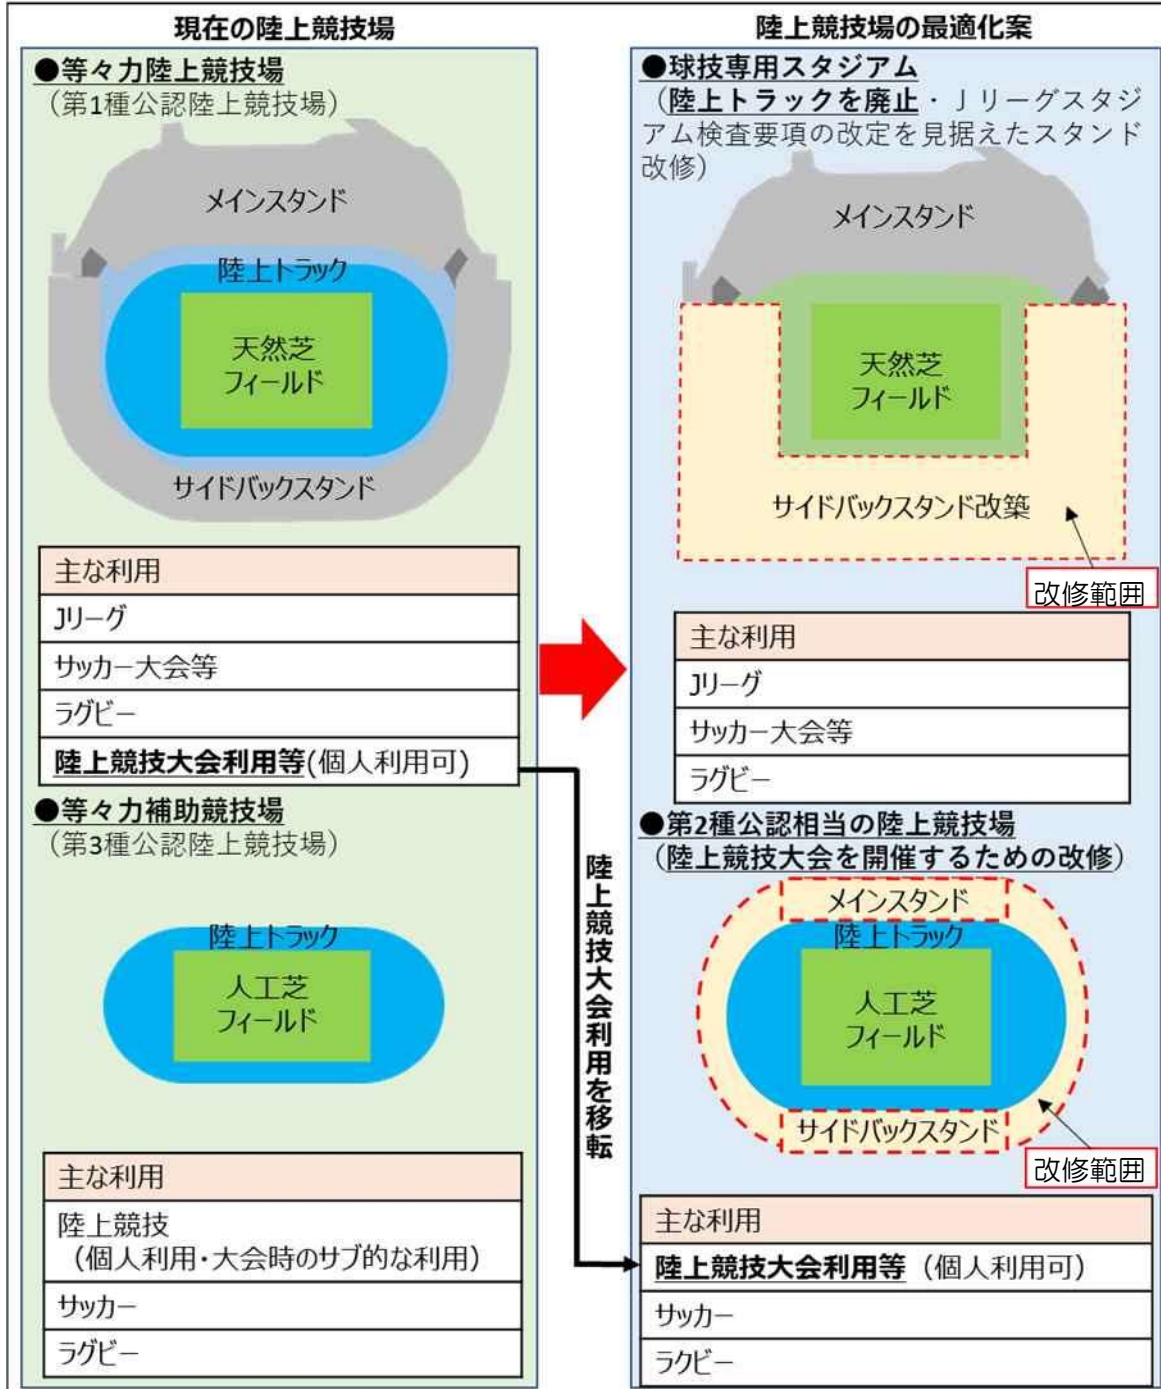 現在の陸上競技場
●等々力陸上競技場
（第1種公認陸上競技場）
メインスタンド
陸上トラック
天然芝
フィールド
サイドバックスタンド
主な利用
Jリーグ
サッカー大会等
ラグビー
陸上競技大会利用等(個人利用可)
●等々力補助競技場
（第3種公認陸上競技場）
陸上トラック
人工芝
フィールド
主な利用
陸上競技
（個人利用・大会時のサブ的な利用）
サッカー
ラグビー
陸上競技大会利用を移転
陸上競技場の最適化案
●球技専用スタジアム
（陸上トラックを廃止・Ｊリーグスタジ
アム検査要項の改定を見据えたスタンド
改修）
メインスタンド
天然芝
フィールド
サイドバックスタンド改築
改修範囲
主な利用
Jリーグ
サッカー大会等
ラグビー
●第2種公認相当の陸上競技場
（陸上競技大会を開催するための改修）
メインスタンド
陸上トラック
人工芝
フィールド
サイドバックスタンド
改修範囲
主な利用
陸上競技大会利用等（個人利用可）
サッカー
ラクビー